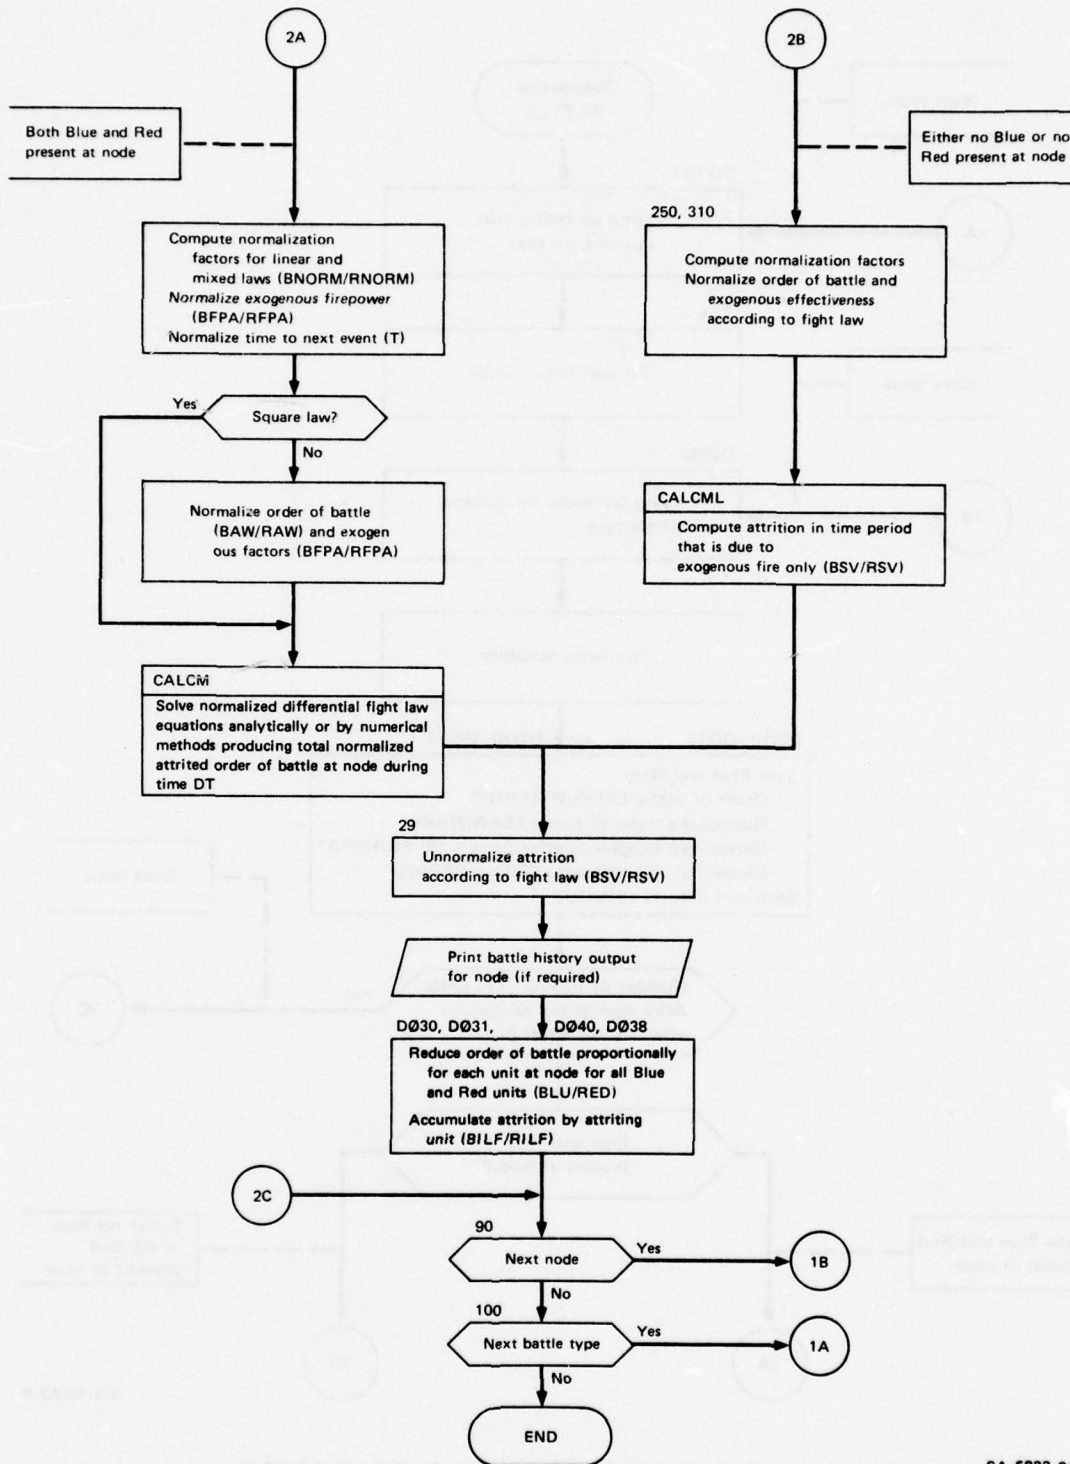 2A
2B
Both Blue and Red
present at node
Either no Blue or no
Red present at node
250, 310
Compute normalization
factors for linear and
mixed laws (BNORM/RNORM)
Normalize exogenous firepower
(BFPA/RFPA)
Normalize time to next event (T)
Compute normalization factors
Normalize order of battle and
exogenous effectiveness
according to fight law
Yes
Square law?
No
Normalize order of battle
(BAW/RAW) and exogen
ous factors (BFPA/RFPA)
CALCML
Compute attrition in time period
that is due to
exogenous fire only (BSV/RSV)
CALCM
Solve normalized differential fight law
equations analytically or by numerical
methods producing total normalized
attrited order of battle at node during
time DT
29
Unnormalize attrition
according to fight law (BSV/RSV)
Print battle history output
for node (if required)
DØ30, DØ31, DØ40, DØ38
Reduce order of battle proportionally
for each unit at node for all Blue
and Red units (BLU/RED)
Accumulate attrition by attriting
unit (BILF/RILF)
2C
90
Next node
Yes
1B
No
100
Next battle type
Yes
1A
No
END